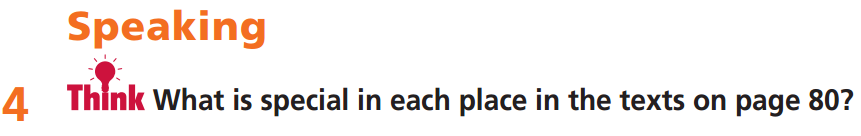 Speaking
4 Think What is special in each place in the texts on page 80?